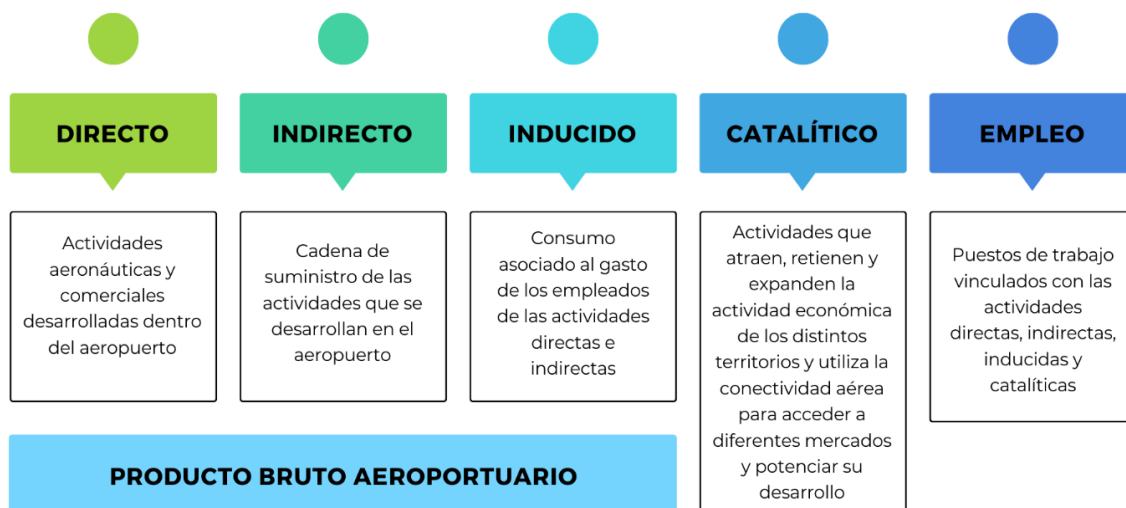 DIRECTO
INDIRECTO
INDUCIDO
CATALÍTICO
EMPLEO
Actividades
aeronáuticas y
comerciales
desarrolladas dentro
del aeropuerto
Cadena de
suministro de las
actividades que se
desarrollan en el
aeropuerto
Consumo
asociado al gasto
de los empleados
de las actividades
directas e
indirectas
Actividades que
atraen, retienen y
expanden la
actividad económica
de los distintos
territorios y utiliza la
conectividad aérea
para acceder a
diferentes mercados
y potenciar su
desarrollo
Puestos de trabajo
vinculados con las
actividades
directas, indirectas,
inducidas y
catalíticas
PRODUCTO BRUTO AEROPORTUARIO